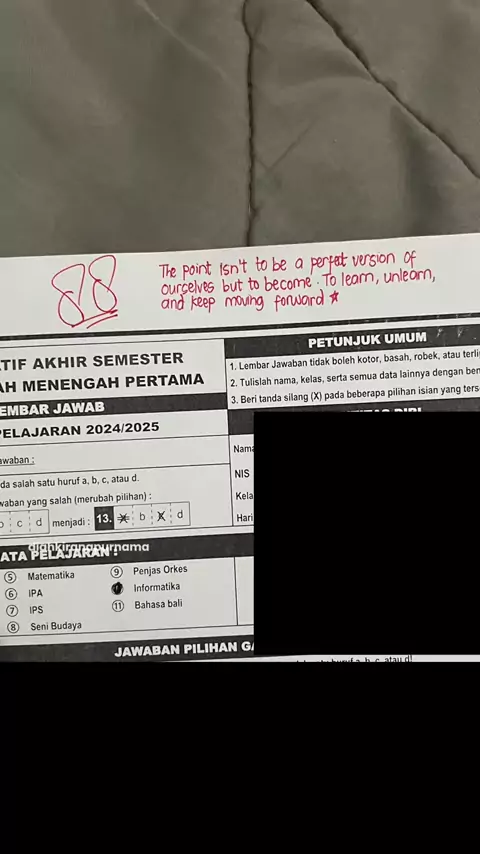 88
The point isn't to be a perfect version of
ourselves but to become. To learn, unlearn,
and keep moving forward ★
TIF AKHIR SEMESTER
AH MENENGAH PERTAMA
EMBAR JAWAB
PELAJARAN 2024/2025
awaban :
da salah satu huruf a, b, c, atau d.
waban yang salah (merubah pilihan) :
b c d menjadi : 13. b X d
ATA PELAJARAN :
5 Matematika
6 IPA
7 IPS
8 Seni Budaya
9 Penjas Orkes
Informatika
11 Bahasa bali
PETUNJUK UMUM
1. Lembar Jawaban tidak boleh kotor, basah, robek, atau terli
2. Tulislah nama, kelas, serta semua data lainnya dengan ben
3. Beri tanda silang (X) pada beberapa pilihan isian yang ters
Nama
NIS
Kela
Hari
JAWABAN PILIHAN GA
huruf a, b, c, atau d!